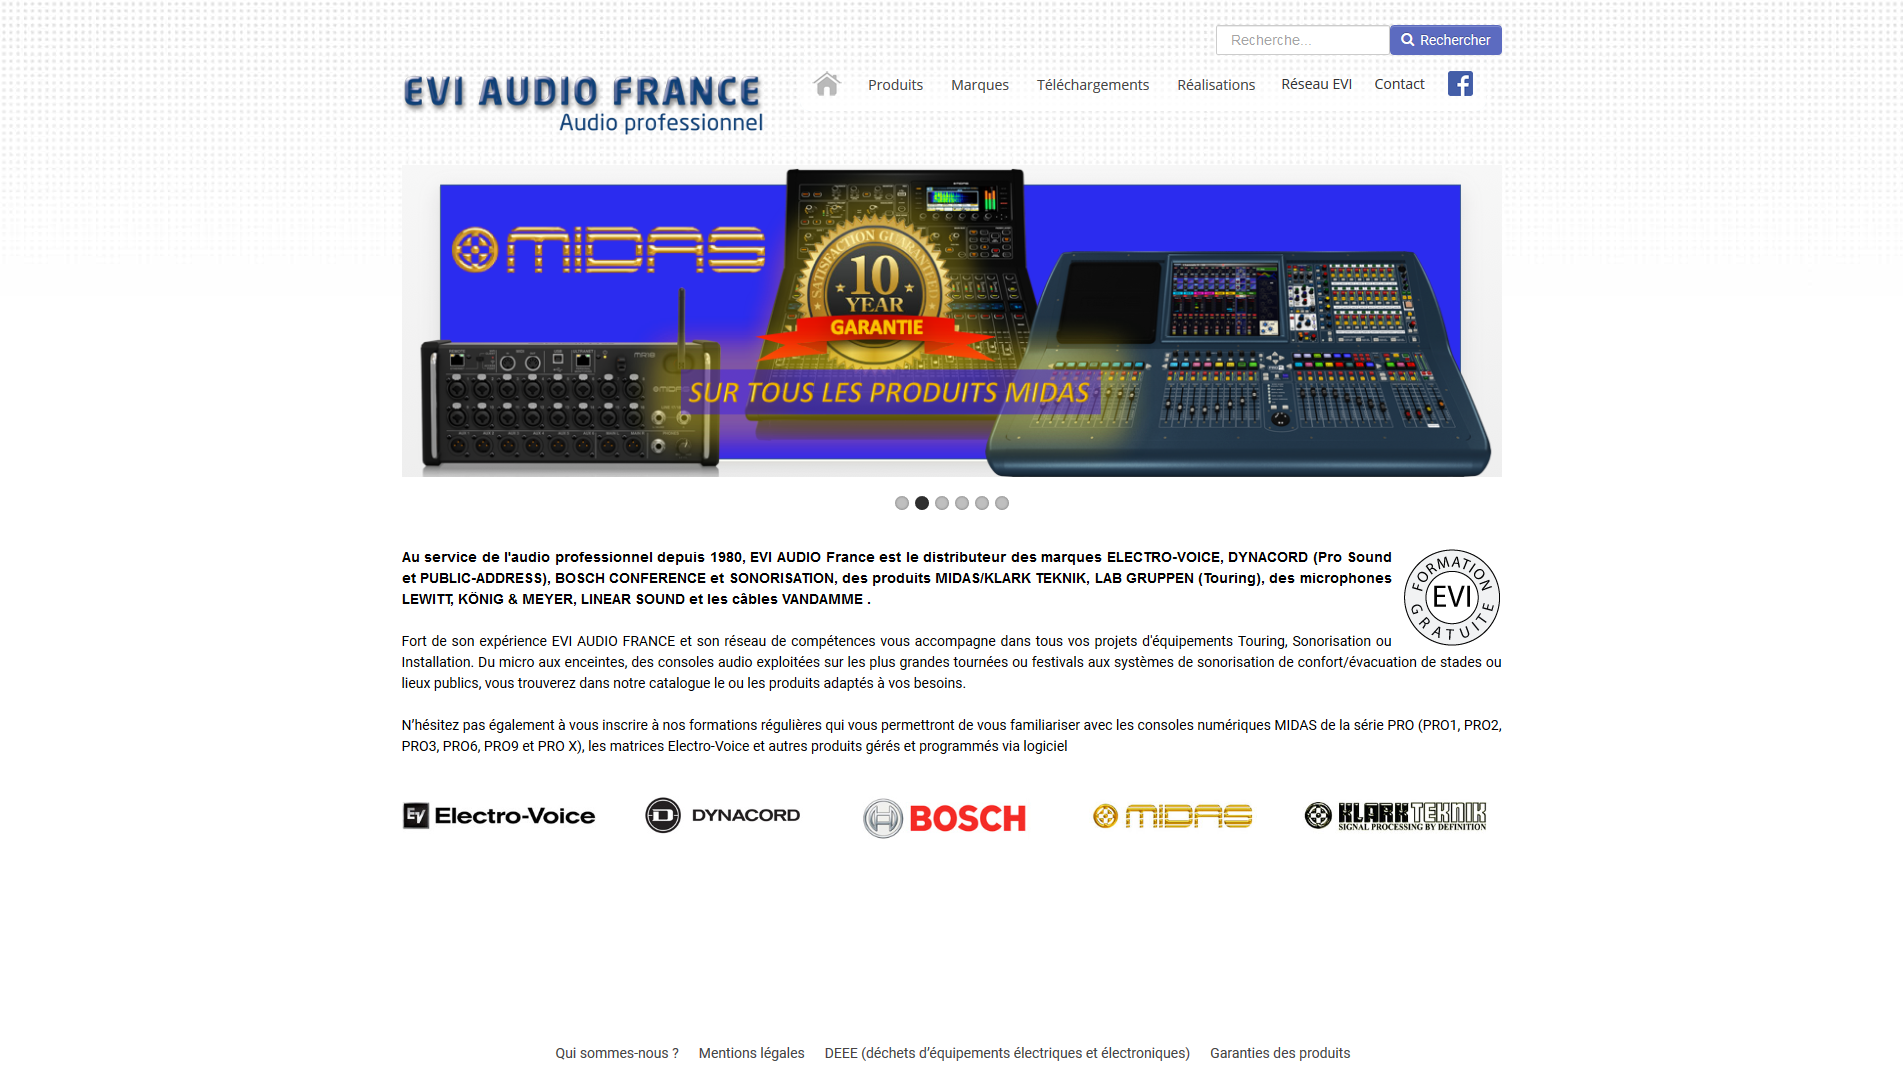 Recherche...
Rechercher
EVI AUDIO FRANCE
Audio professionnel
Produits
Marques
Téléchargements
Réalisations
Réseau EVI
Contact
MIDAS
SATISFACTION GUARANTEED
10
YEAR
GARANTIE
SUR TOUS LES PRODUITS MIDAS
MR18
Au service de l'audio professionnel depuis 1980, EVI AUDIO France est le distributeur des marques ELECTRO-VOICE, DYNACORD (Pro Sound
et PUBLIC-ADDRESS), BOSCH CONFERENCE et SONORISATION, des produits MIDAS/KLARK TEKNIK, LAB GRUPPEN (Touring), des microphones
LEWITT, KÖNIG & MEYER, LINEAR SOUND et les câbles VANDAMME .
FORMATION
EVI
GRATUITE
Fort de son expérience EVI AUDIO FRANCE et son réseau de compétences vous accompagne dans tous vos projets d'équipements Touring, Sonorisation ou
Installation. Du micro aux enceintes, des consoles audio exploitées sur les plus grandes tournées ou festivals aux systèmes de sonorisation de confort/évacuation de stades ou
lieux publics, vous trouverez dans notre catalogue le ou les produits adaptés à vos besoins.
N’hésitez pas également à vous inscrire à nos formations régulières qui vous permettront de vous familiariser avec les consoles numériques MIDAS de la série PRO (PRO1, PRO2,
PRO3, PRO6, PRO9 et PRO X), les matrices Electro-Voice et autres produits gérés et programmés via logiciel
EV Electro-Voice
DYNACORD
BOSCH
MIDAS
KLARK TEKNIK
SIGNAL PROCESSING BY DEFINITION
Qui sommes-nous ?
Mentions légales
DEEE (déchets d’équipements électriques et électroniques)
Garanties des produits